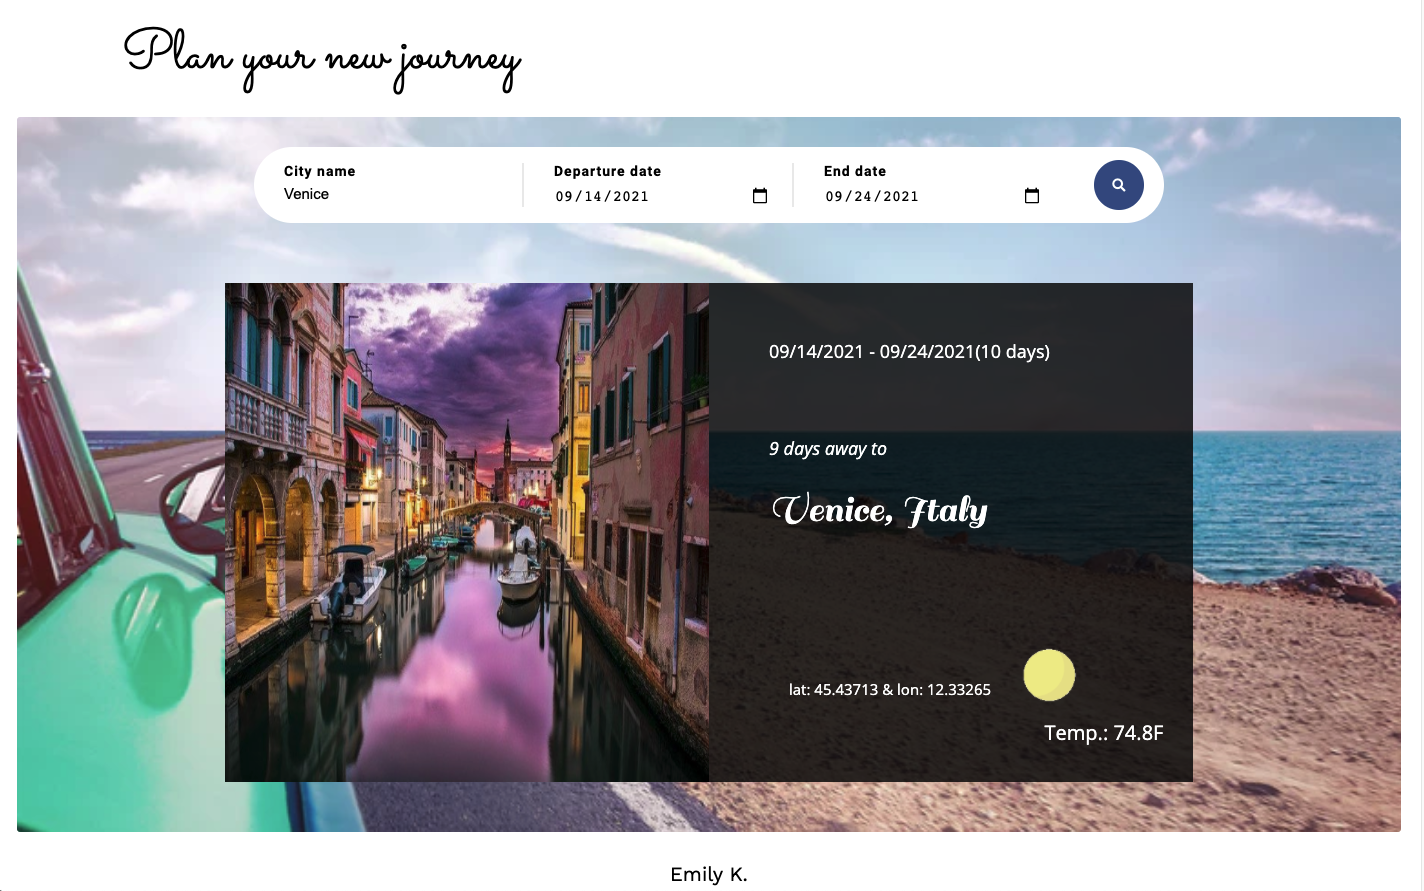 Plan your new journey
City name
Venice
Departure date
09/14/2021
End date
09/24/2021
09/14/2021 - 09/24/2021(10 days)
9 days away to
Venice, Italy
lat: 45.43713 & lon: 12.33265
Temp.: 74.8F
Emily K.